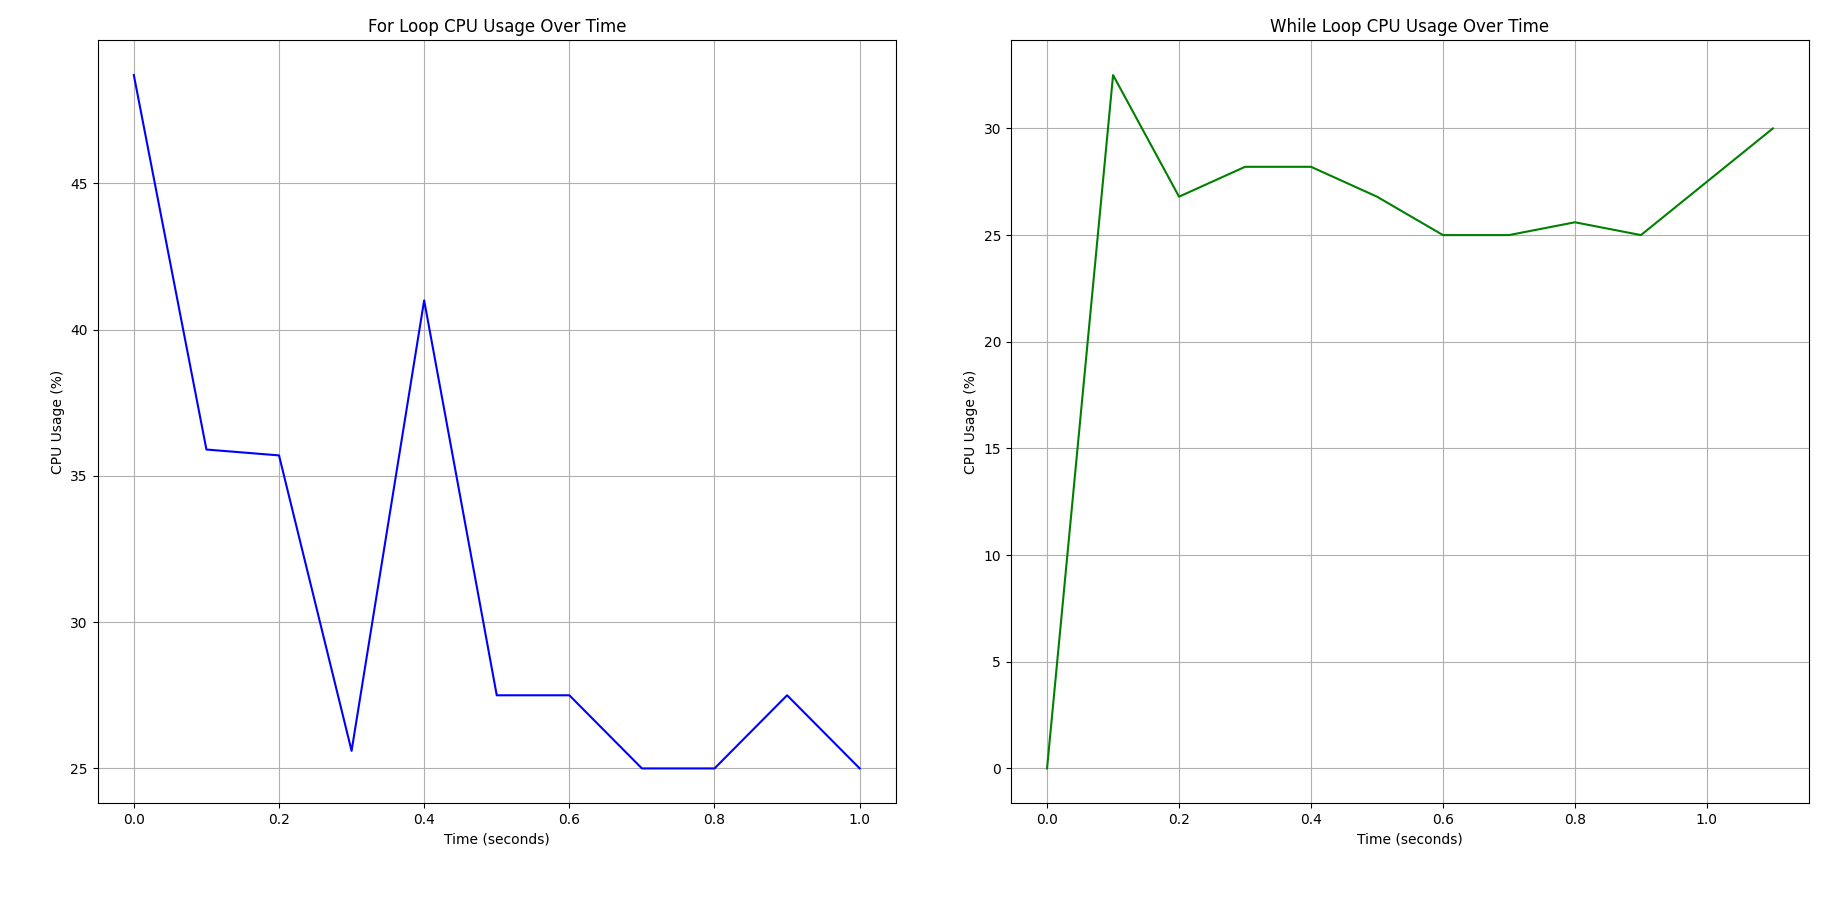 For Loop CPU Usage Over Time
45
40
35
30
25
CPU Usage (%)
0.0 0.2 0.4 0.6 0.8 1.0
Time (seconds)
While Loop CPU Usage Over Time
30
25
20
15
10
5
0
CPU Usage (%)
0.0 0.2 0.4 0.6 0.8 1.0
Time (seconds)